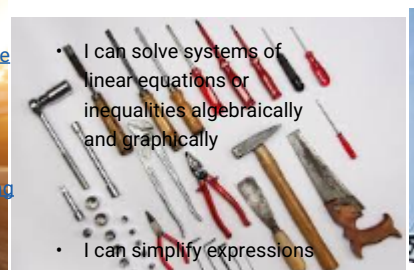 • I can solve systems of
linear equations or
inequalities algebraically
and graphically
• I can simplify expressions